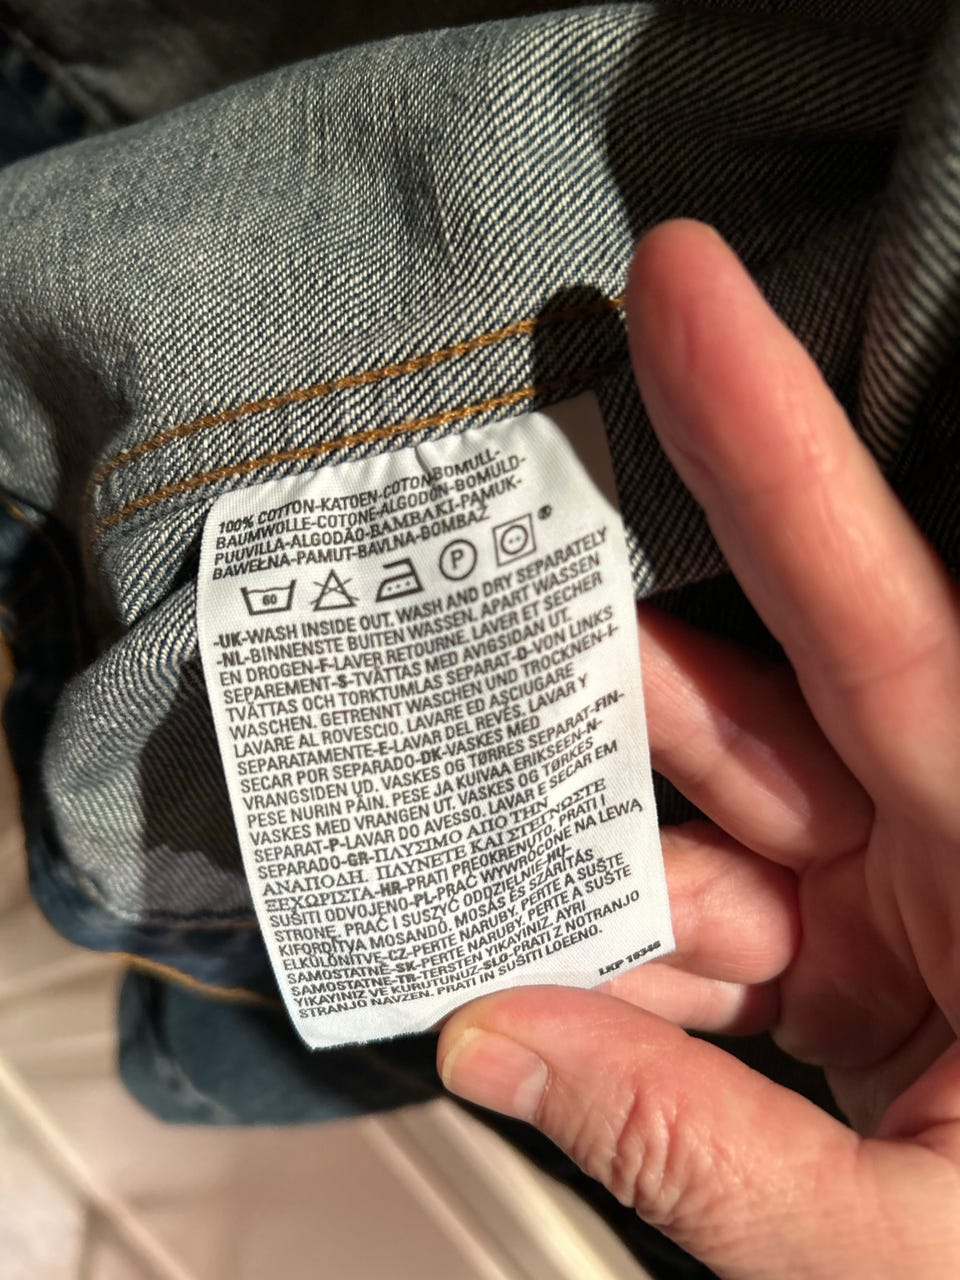 100% COTTON-KATOEN-COTON-BOMULL-
BAUMWOLLE-COTONE-ALGODÓN-BOMULD-
PUUVILLA-ALGODÃO-BAMBAKI-PAMUK-
BAWEŁNA-PAMUT-BAVLNA-BOMBAŽ
60 P ®
-UK-WASH INSIDE OUT. WASH AND DRY SEPARATELY
-NL-BINNENSTE BUITEN WASSEN. APART WASSEN
EN DROGEN-F-LAVER RETOURNE. LAVER ET SECHER
SEPAREMENT-S-TVÄTTAS MED AVIGSIDAN UT.
TVÄTTAS OCH TORKTUMLAS SEPARAT-D-VON LINKS
WASCHEN. GETRENNT WASCHEN UND TROCKNEN-I-
LAVARE AL ROVESCIO. LAVARE ED ASCIUGARE
SEPARATAMENTE-E-LAVAR DEL REVÉS. LAVAR Y
SECAR POR SEPARADO-DK-VASKES MED
VRANGSIDEN UD. VASKES OG TØRRES SEPARAT-FIN-
PESE NURIN PÄIN. PESE JA KUIVAA ERIKSEEN-N-
VASKES MED VRANGEN UT. VASKES OG TØRKES
SEPARAT-P-LAVAR DO AVESSO. LAVAR E SECAR EM
SEPARADO-GR-ΠΛΥΣΙΜΟ ΑΠΟ ΤΗΝ
ΑΝΑΠΟΔΗ. ΠΛΥΝΕΤΕ ΚΑΙ ΣΤΕΓΝΩΣΤΕ
ΞΕΧΩΡΙΣΤΑ-HR-PRATI PREOKRENUTO. PRATI I
SUŠITI ODVOJENO-PL-PRAĆ WYWRÓCONE NA LEWĄ
STRONĘ. PRAĆ I SUSZYĆ ODDZIELNIE-HU-
KIFORDÍTVA MOSANDÓ. MOSÁS ÉS SZÁRÍTÁS
ELKÜLÖNÍTVE-CZ-PERTE NARUBY. PERTE A SUŠTE
SAMOSTATNĚ-SK-PERTE NARUBY. PERTE A SUŠTE
SAMOSTATNE-TR-TERSTEN YIKAYINIZ. AYRI
YIKAYINIZ VE KURUTUNUZ-SLO-PRATI Z NOTRANJO
STRANJO NAVZEN. PRATI IN SUŠITI LOEENO.
LKP